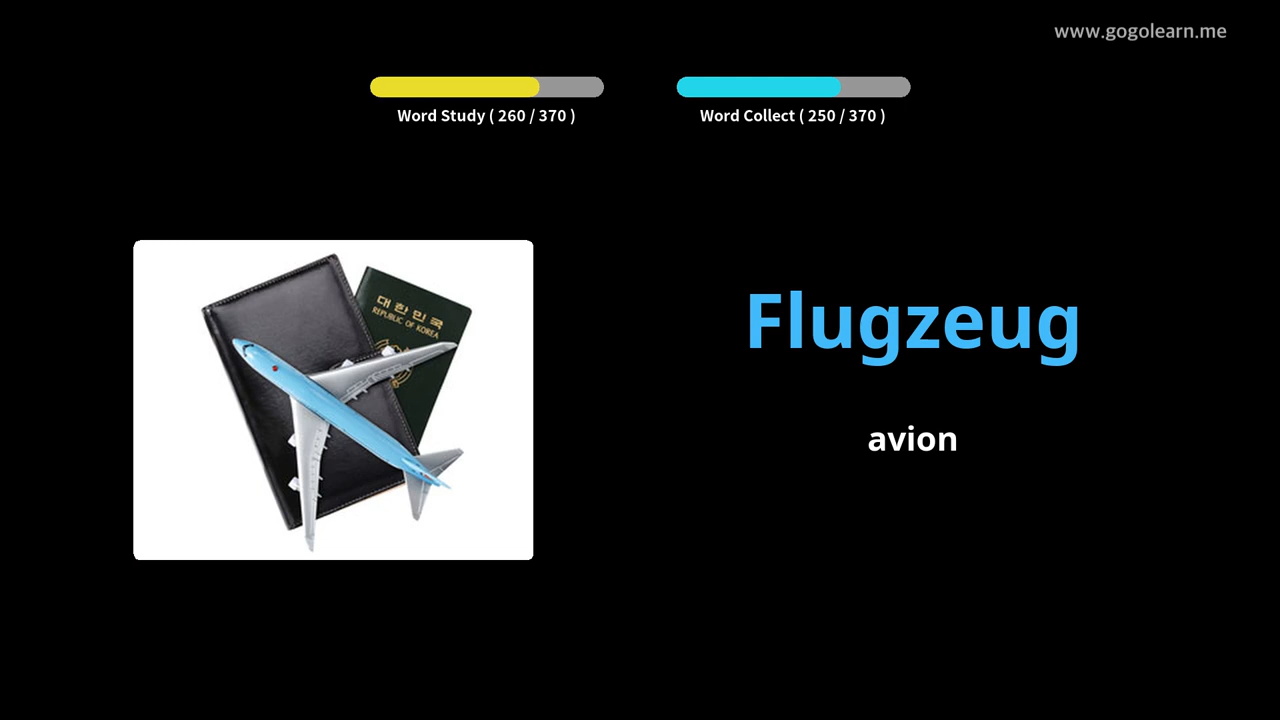 www.gogolearn.me
Word Study ( 260 / 370 )
Word Collect ( 250 / 370 )
대한민국
REPUBLIC OF KOREA
Flugzeug
avion